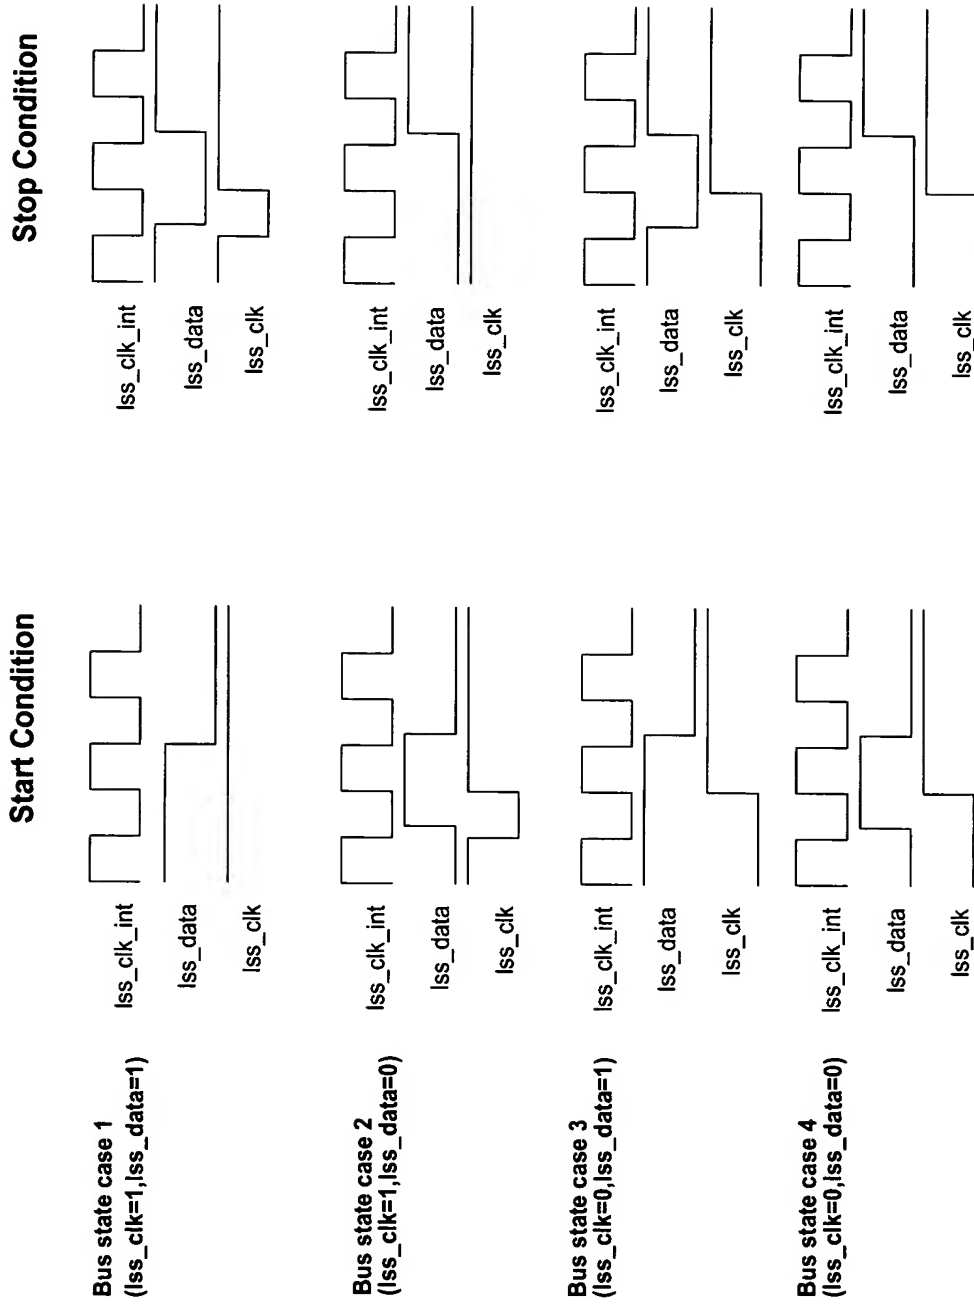 Start Condition
Stop Condition
Bus state case 1
(lss_clk=1,lss_data=1)
lss_clk_int
lss_data
lss_clk
lss_clk_int
lss_data
lss_clk
Bus state case 2
(lss_clk=1,lss_data=0)
lss_clk_int
lss_data
lss_clk
lss_clk_int
lss_data
lss_clk
Bus state case 3
(lss_clk=0,lss_data=1)
lss_clk_int
lss_data
lss_clk
lss_clk_int
lss_data
lss_clk
Bus state case 4
(lss_clk=0,lss_data=0)
lss_clk_int
lss_data
lss_clk
lss_clk_int
lss_data
lss_clk